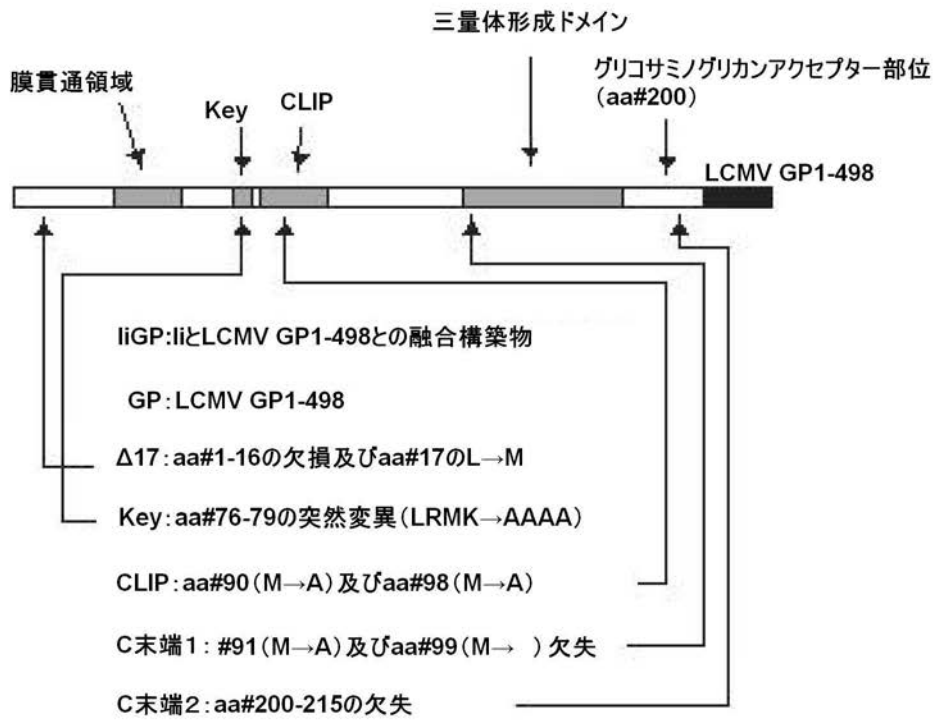 三量体形成ドメイン
膜貫通領域
Key
CLIP
グリコサミノグリカンアクセプター部位
(aa#200)
LCMV GP1-498
IiGP:IiとLCMV GP1-498との融合構築物
GP:LCMV GP1-498
Δ17:aa#1-16の欠損及びaa#17のL→M
Key:aa#76-79の突然変異(LRMK→AAAA)
CLIP:aa#90(M→A)及びaa#98(M→A)
C末端1:#91(M→A)及びaa#99(M→ )欠失
C末端2:aa#200-215の欠失